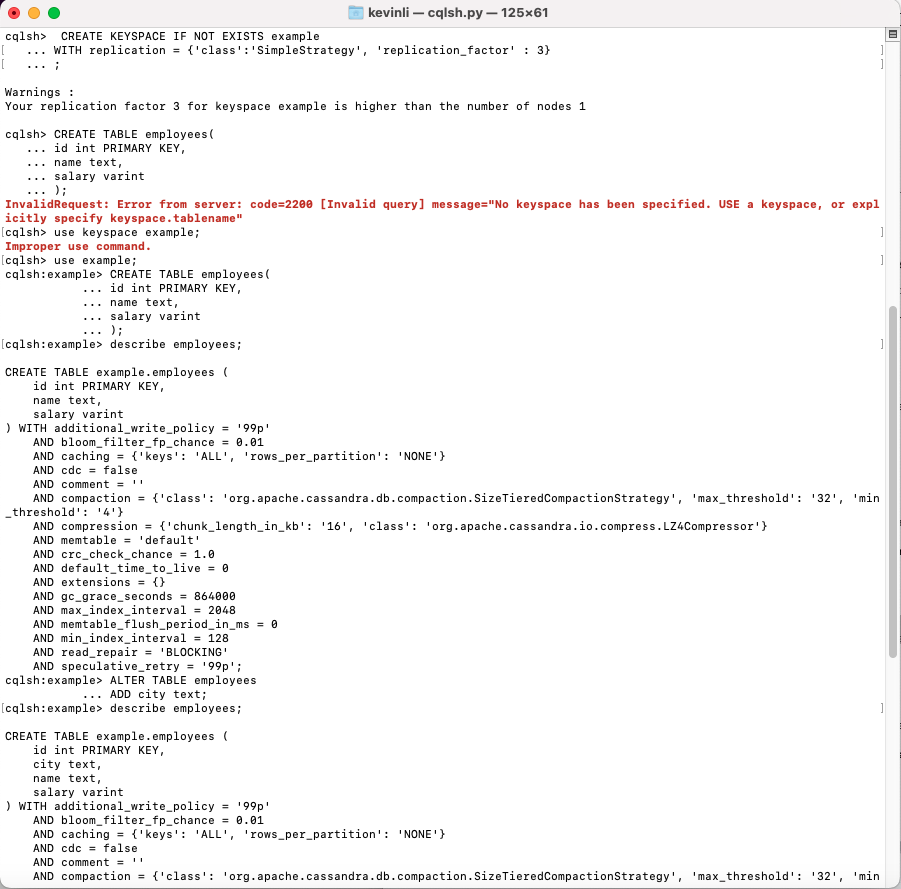 kevinli — cqlsh.py — 125×61
cqlsh>  CREATE KEYSPACE IF NOT EXISTS example
[   ... WITH replication = {'class':'SimpleStrategy', 'replication_factor' : 3}                                               ]
[   ... ;                                                                                                                     ]
Warnings :
Your replication factor 3 for keyspace example is higher than the number of nodes 1
cqlsh> CREATE TABLE employees(
   ... id int PRIMARY KEY,
   ... name text,
   ... salary varint
   ... );
InvalidRequest: Error from server: code=2200 [Invalid query] message="No keyspace has been specified. USE a keyspace, or expl
icitly specify keyspace.tablename"
[cqlsh> use keyspace example;                                                                                                 ]
Improper use command.
[cqlsh> use example;                                                                                                          ]
cqlsh:example> CREATE TABLE employees(
           ... id int PRIMARY KEY,
           ... name text,
           ... salary varint
           ... );
[cqlsh:example> describe employees;                                                                                           ]
CREATE TABLE example.employees (
    id int PRIMARY KEY,
    name text,
    salary varint
) WITH additional_write_policy = '99p'
    AND bloom_filter_fp_chance = 0.01
    AND caching = {'keys': 'ALL', 'rows_per_partition': 'NONE'}
    AND cdc = false
    AND comment = ''
    AND compaction = {'class': 'org.apache.cassandra.db.compaction.SizeTieredCompactionStrategy', 'max_threshold': '32', 'min
_threshold': '4'}
    AND compression = {'chunk_length_in_kb': '16', 'class': 'org.apache.cassandra.io.compress.LZ4Compressor'}
    AND memtable = 'default'
    AND crc_check_chance = 1.0
    AND default_time_to_live = 0
    AND extensions = {}
    AND gc_grace_seconds = 864000
    AND max_index_interval = 2048
    AND memtable_flush_period_in_ms = 0
    AND min_index_interval = 128
    AND read_repair = 'BLOCKING'
    AND speculative_retry = '99p';
cqlsh:example> ALTER TABLE employees
           ... ADD city text;
[cqlsh:example> describe employees;                                                                                           ]
CREATE TABLE example.employees (
    id int PRIMARY KEY,
    city text,
    name text,
    salary varint
) WITH additional_write_policy = '99p'
    AND bloom_filter_fp_chance = 0.01
    AND caching = {'keys': 'ALL', 'rows_per_partition': 'NONE'}
    AND cdc = false
    AND comment = ''
    AND compaction = {'class': 'org.apache.cassandra.db.compaction.SizeTieredCompactionStrategy', 'max_threshold': '32', 'min